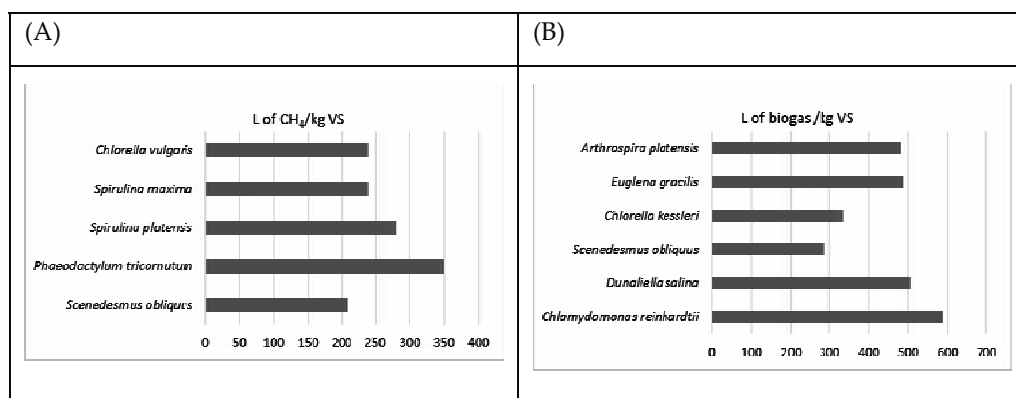 (A)
(B)
L of CH₄/kg VS
Chlorella vulgaris
Spirulina maxima
Spirulina platensis
Phaeodactylum tricornutum
Scenedesmus obliquus
0 50 100 150 200 250 300 350 400
L of biogas/kg VS
Arthrospira platensis
Euglena gracilis
Chlorella kessleri
Scenedesmus obliquus
Dunaliella salina
Chlamydomonas reinhardtii
0 100 200 300 400 500 600 700